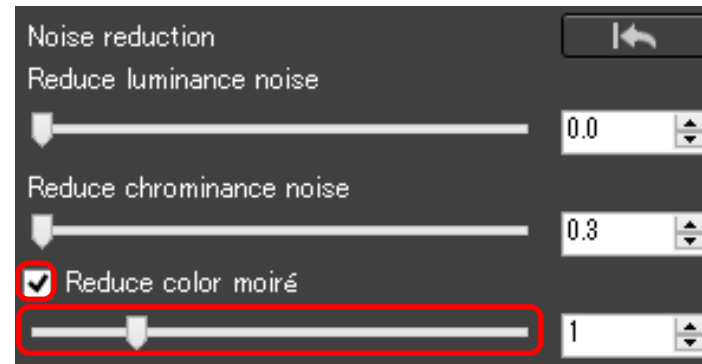 Noise reduction
Reduce luminance noise
0.0
Reduce chrominance noise
0.3
Reduce color moiré
1